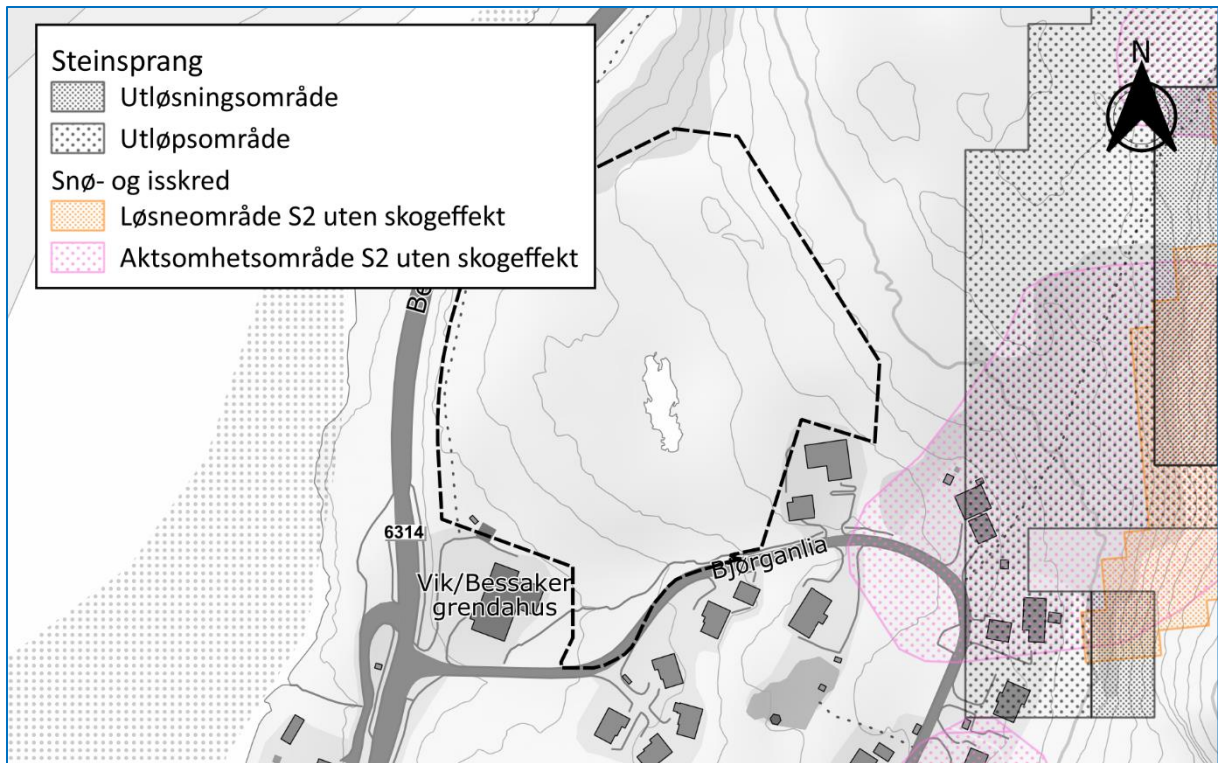 Steinsprang
Utløsningsområde
Utløpsområde
Snø- og isskred
Løsneområde S2 uten skogeffekt
Aktsomhetsområde S2 uten skogeffekt
N
Be
6314
Bjørganlia
Vik/Bessaker
grendahus